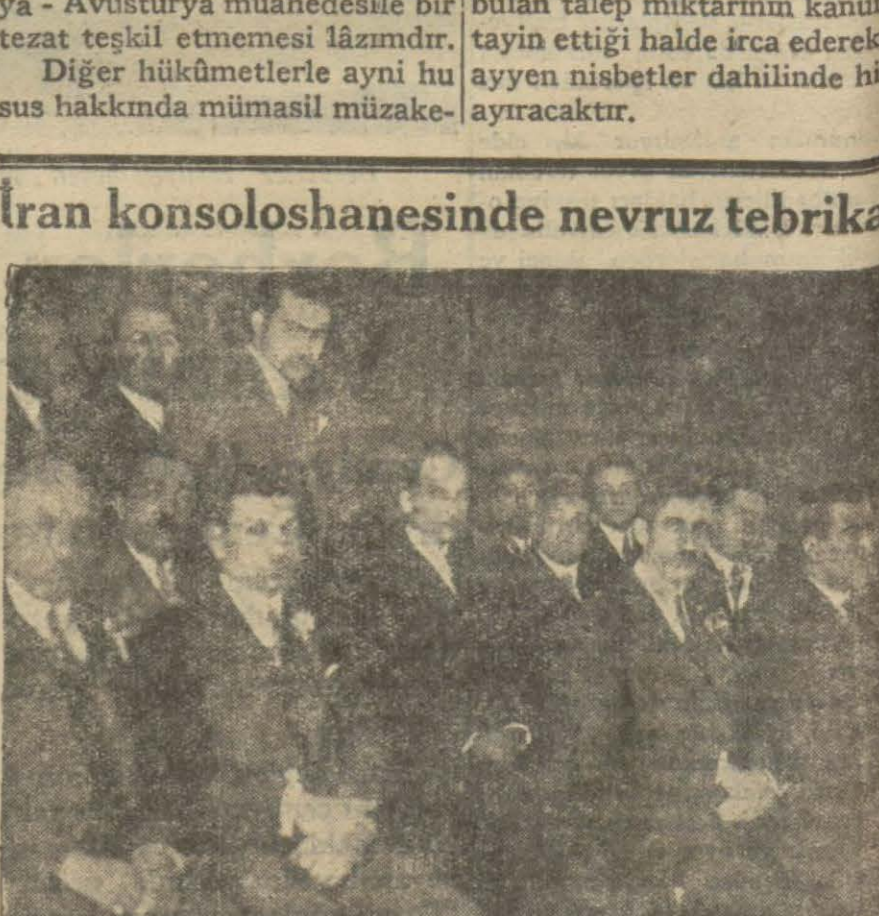 ya - Avusturya muahedesile bir
tezat teşkil etmemesi lâzımdır.
Diğer hükûmetlerle ayni hu
sus hakkında mümasil müzake-
bulan talep miktarının kanu
tayin ettiği halde irca ederek
ayyen nisbetler dahilinde hi
ayıracaktır.
İran konsoloshanesinde nevruz tebrika